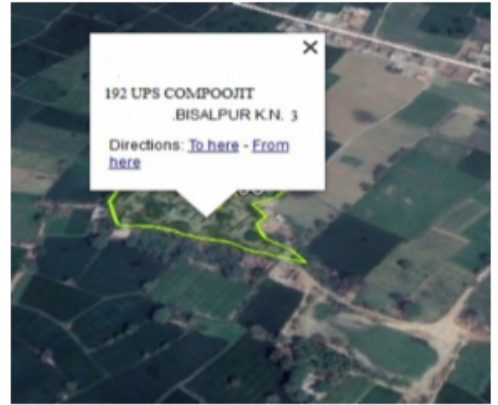 192 UPS COMPOOJIT
.BISALPUR K.N. 3
Directions: To here - From
here